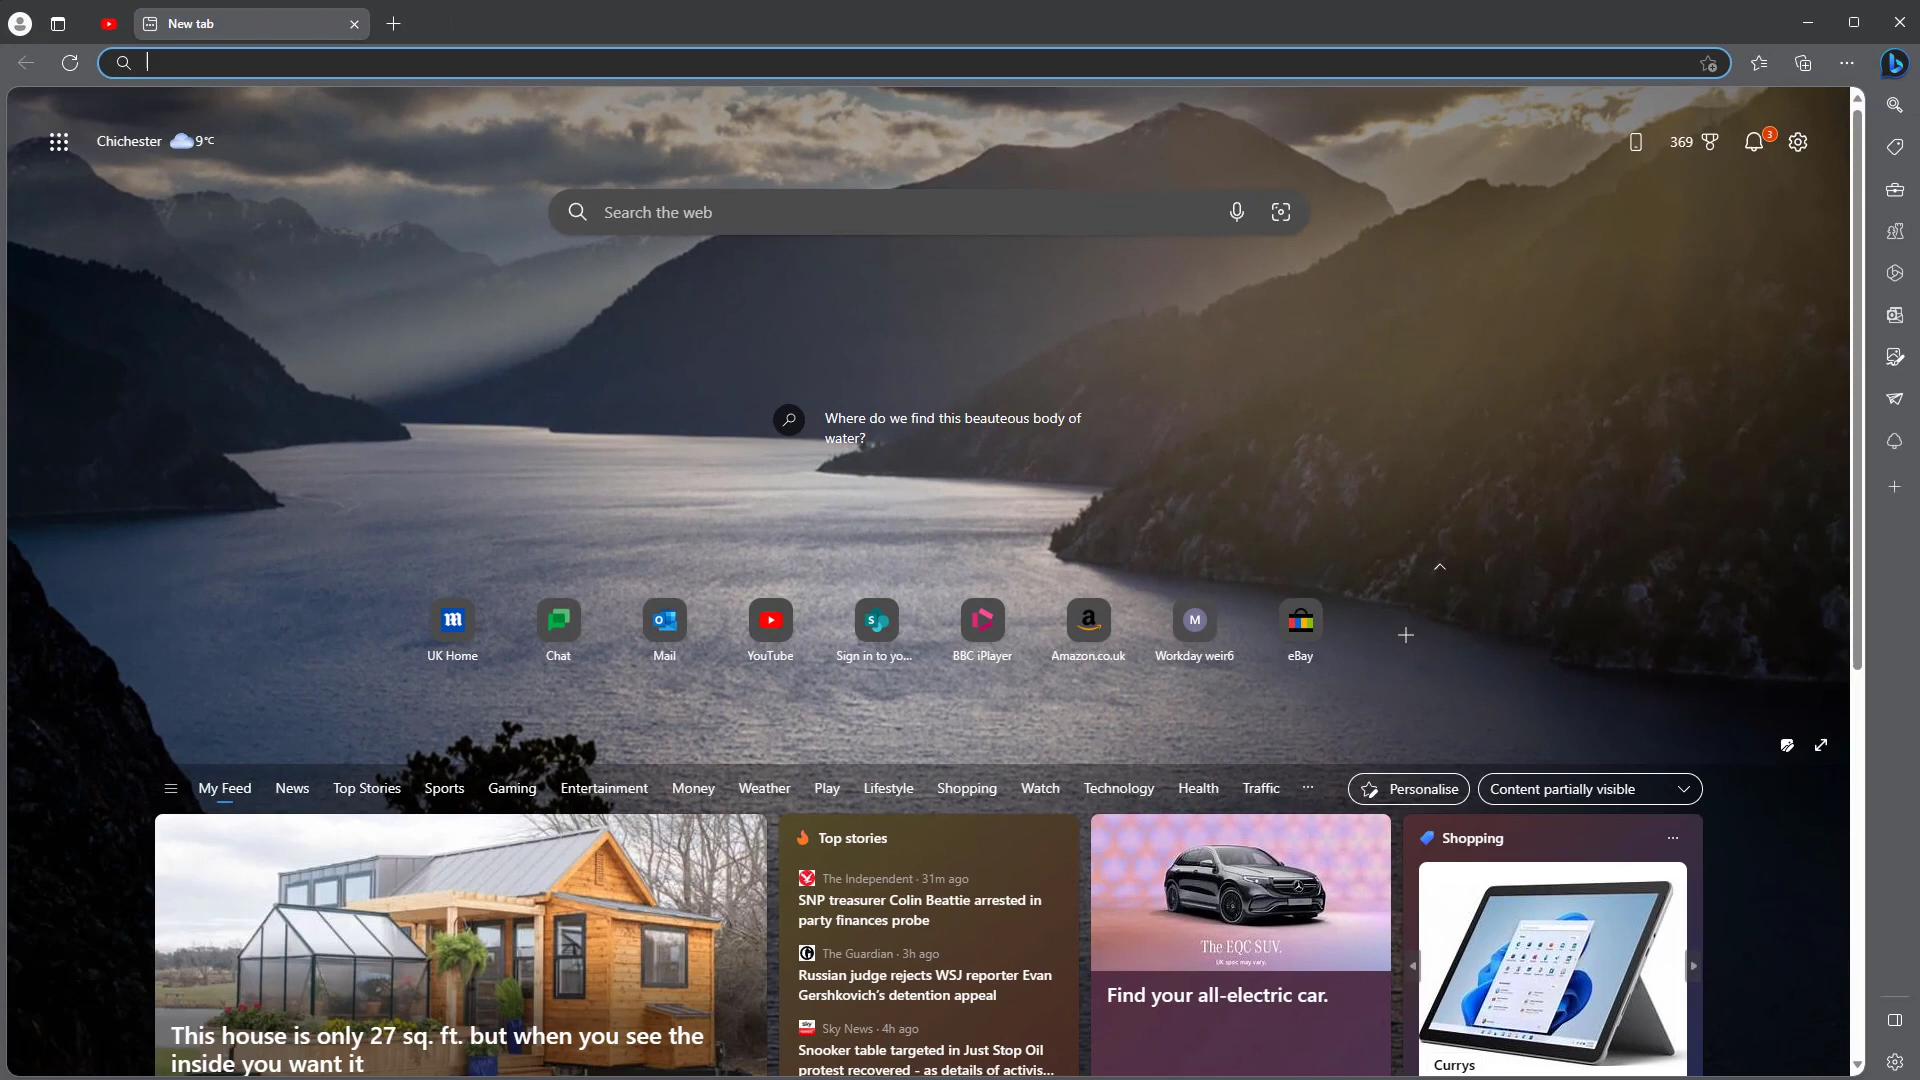 New tab
Chichester 9°C
369
3
Search the web
Where do we find this beauteous body of
water?
UK Home
Chat
Mail
YouTube
Sign in to yo...
BBC iPlayer
Amazon.co.uk
M
Workday weir6
eBay
My Feed
News
Top Stories
Sports
Gaming
Entertainment
Money
Weather
Play
Lifestyle
Shopping
Watch
Technology
Health
Traffic
Personalise
Content partially visible
This house is only 27 sq. ft. but when you see the
inside you want it
Top stories
The Independent · 31m ago
SNP treasurer Colin Beattie arrested in
party finances probe
The Guardian · 3h ago
Russian judge rejects WSJ reporter Evan
Gershkovich's detention appeal
Sky News · 4h ago
Snooker table targeted in Just Stop Oil
protest recovered - as details of activis...
The EQC SUV.
UK spec may vary.
Find your all-electric car.
Shopping
Currys